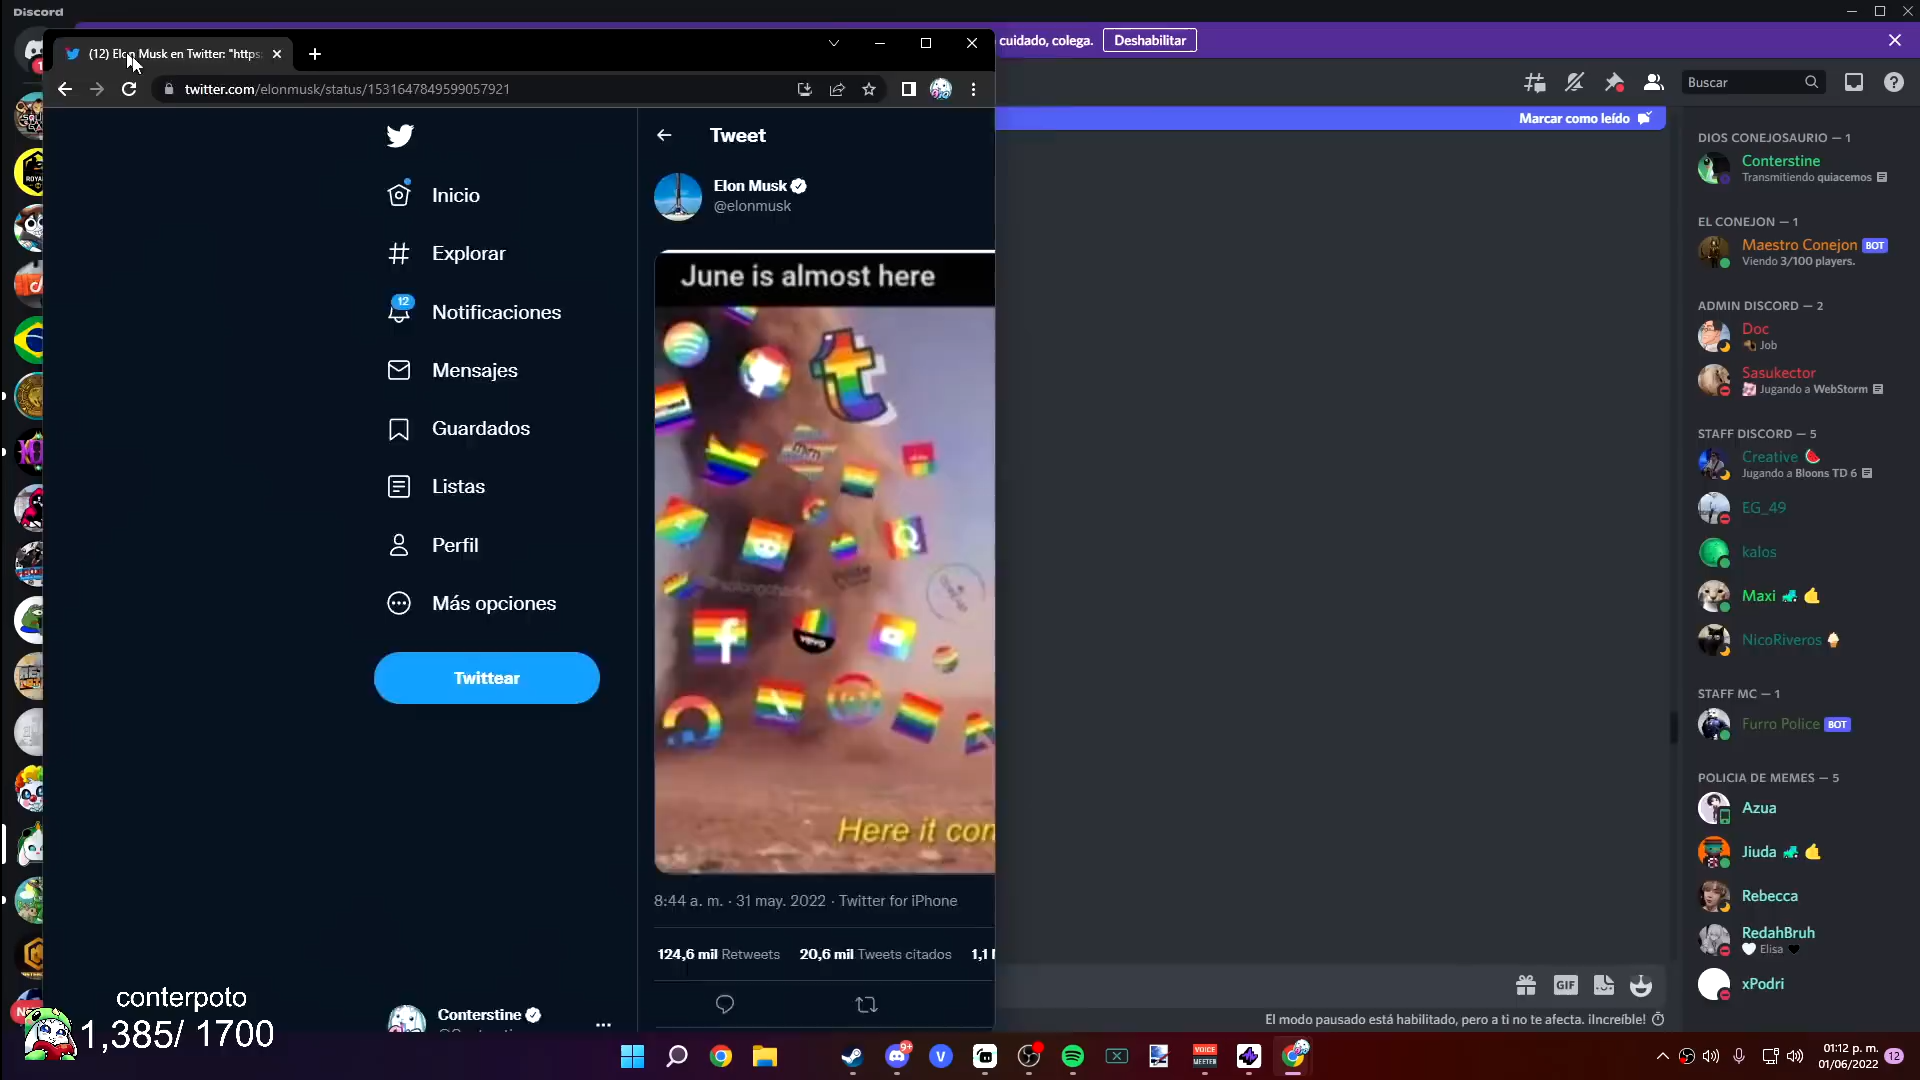 Discord
(12) Elon Musk en Twitter: "https:
cuidado, colega.
Deshabilitar
twitter.com/elonmusk/status/1531647849599057921
Buscar
Marcar como leído
Inicio
Explorar
12
Notificaciones
Mensajes
Guardados
Listas
Perfil
Más opciones
Twittear
Conterstine
Tweet
Elon Musk
@elonmusk
June is almost here
Here it con
8:44 a. m. · 31 may. 2022 · Twitter for iPhone
124,6 mil Retweets 20,6 mil Tweets citados 1,1
DIOS CONEJOSAURIO — 1
Conterstine
Transmitiendo quiacemos
EL CONEJON — 1
Maestro Conejon BOT
Viendo 3/100 players.
ADMIN DISCORD — 2
Doc
Job
Sasukector
Jugando a WebStorm
STAFF DISCORD — 5
Creative
Jugando a Bloons TD 6
EG_49
kalos
Maxi
NicoRiveros
STAFF MC — 1
Furro Police BOT
POLICIA DE MEMES — 5
Azua
Jiuda
Rebecca
RedahBruh
Elisa
xPodri
GIF
El modo pausado está habilitado, pero a ti no te afecta. ¡Increíble!
conterpoto
1,385/ 1700
9+
VOICE
MEETER
01:12 p. m.
01/06/2022
12